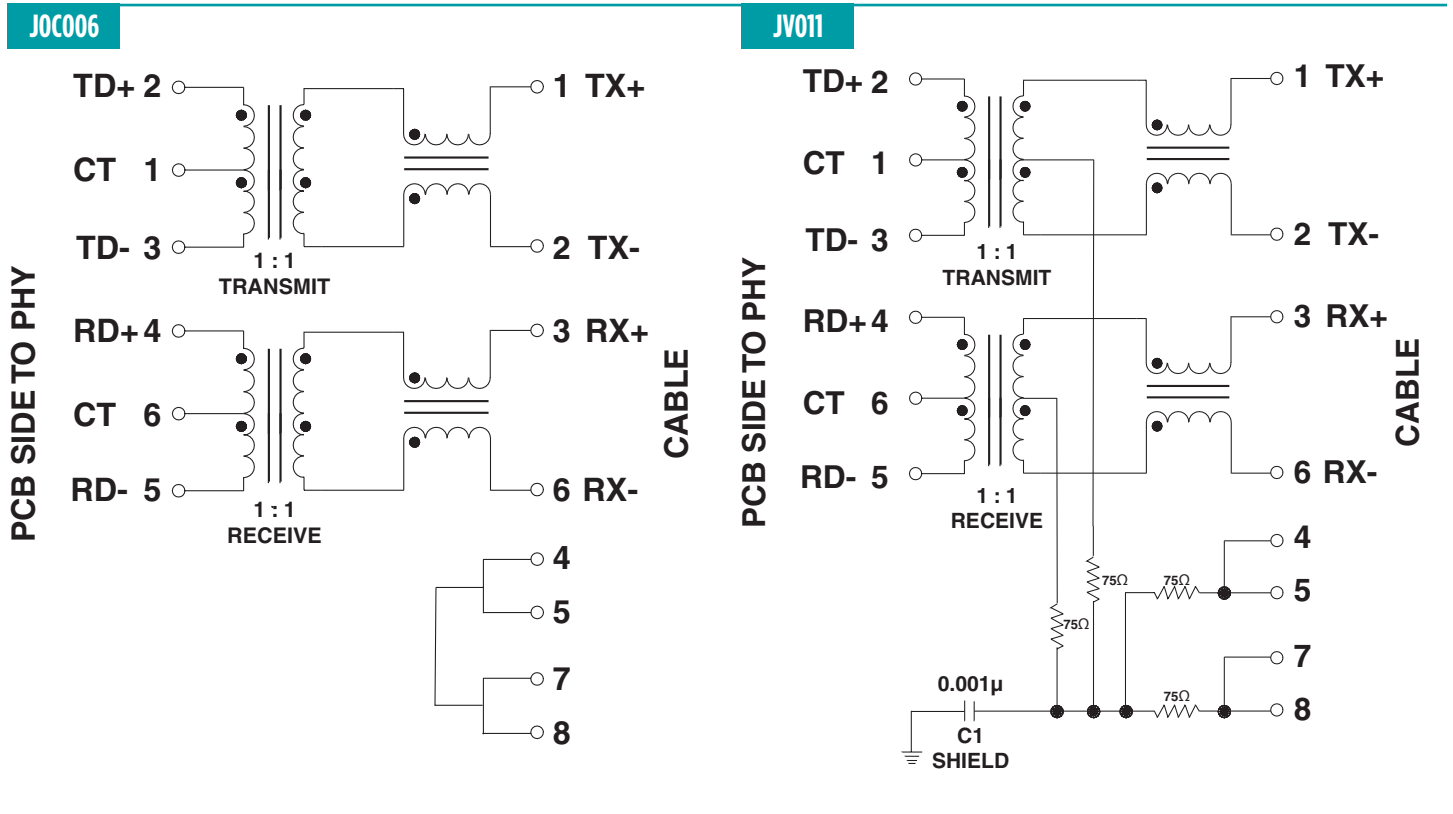 J0C006
TD+ 2
1 TX+
CT 1
TD- 3
2 TX-
1 : 1
TRANSMIT
RD+ 4
3 RX+
CT 6
RD- 5
6 RX-
1 : 1
RECEIVE
4
5
7
8
PCB SIDE TO PHY
CABLE
JV011
TD+ 2
1 TX+
CT 1
TD- 3
2 TX-
1 : 1
TRANSMIT
RD+ 4
3 RX+
CT 6
RD- 5
6 RX-
1 : 1
RECEIVE
4
75Ω
75Ω
5
75Ω
7
0.001µ
75Ω
8
C1
SHIELD
PCB SIDE TO PHY
CABLE